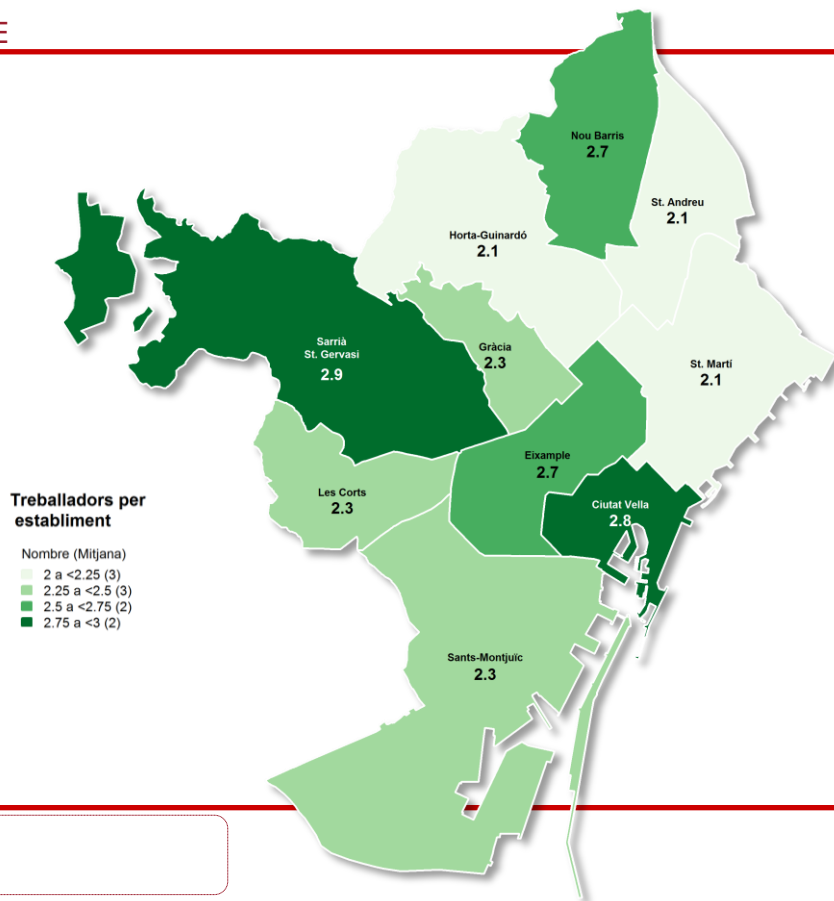 E
Nou Barris
2.7
St. Andreu
2.1
Horta-Guinardó
2.1
Sarrià
St. Gervasi
2.9
Gràcia
2.3
St. Martí
2.1
Eixample
2.7
Les Corts
2.3
Ciutat Vella
2.8
Treballadors per
establiment
Nombre (Mitjana)
2 a <2.25 (3)
2.25 a <2.5 (3)
2.5 a <2.75 (2)
2.75 a <3 (2)
Sants-Montjuïc
2.3